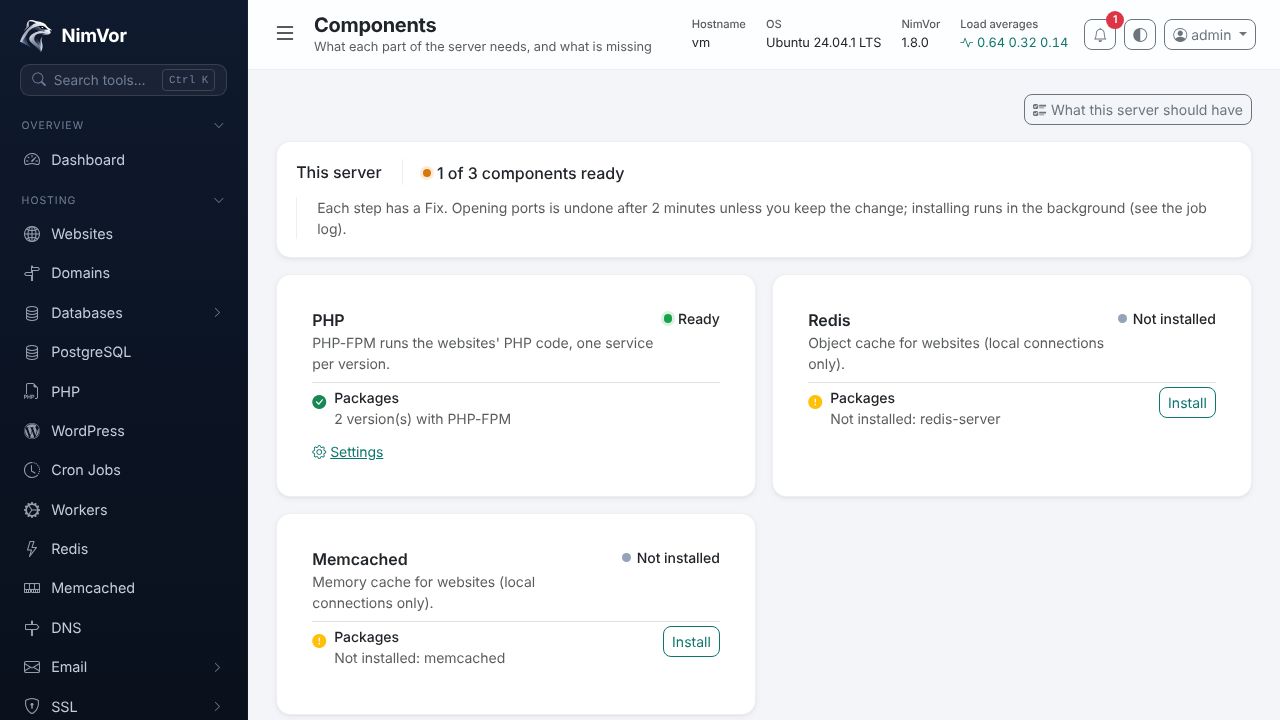 NimVor
Search tools... Ctrl K
OVERVIEW
Dashboard
HOSTING
Websites
Domains
Databases
PostgreSQL
PHP
WordPress
Cron Jobs
Workers
Redis
Memcached
DNS
Email
SSL
Components
What each part of the server needs, and what is missing
Hostname
vm
OS
Ubuntu 24.04.1 LTS
NimVor
1.8.0
Load averages
0.64 0.32 0.14
1
admin
What this server should have
This server
1 of 3 components ready
Each step has a Fix. Opening ports is undone after 2 minutes unless you keep the change; installing runs in the background (see the job
log).
PHP
Ready
PHP-FPM runs the websites' PHP code, one service
per version.
Packages
2 version(s) with PHP-FPM
Settings
Redis
Not installed
Object cache for websites (local connections
only).
Packages
Not installed: redis-server
Install
Memcached
Not installed
Memory cache for websites (local
connections only).
Packages
Not installed: memcached
Install